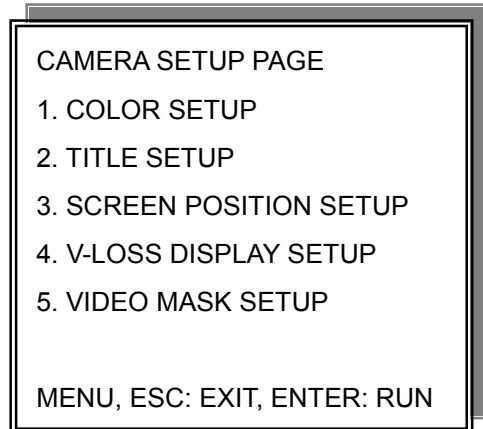 CAMERA SETUP PAGE
1. COLOR SETUP
2. TITLE SETUP
3. SCREEN POSITION SETUP
4. V-LOSS DISPLAY SETUP
5. VIDEO MASK SETUP
MENU, ESC: EXIT, ENTER: RUN